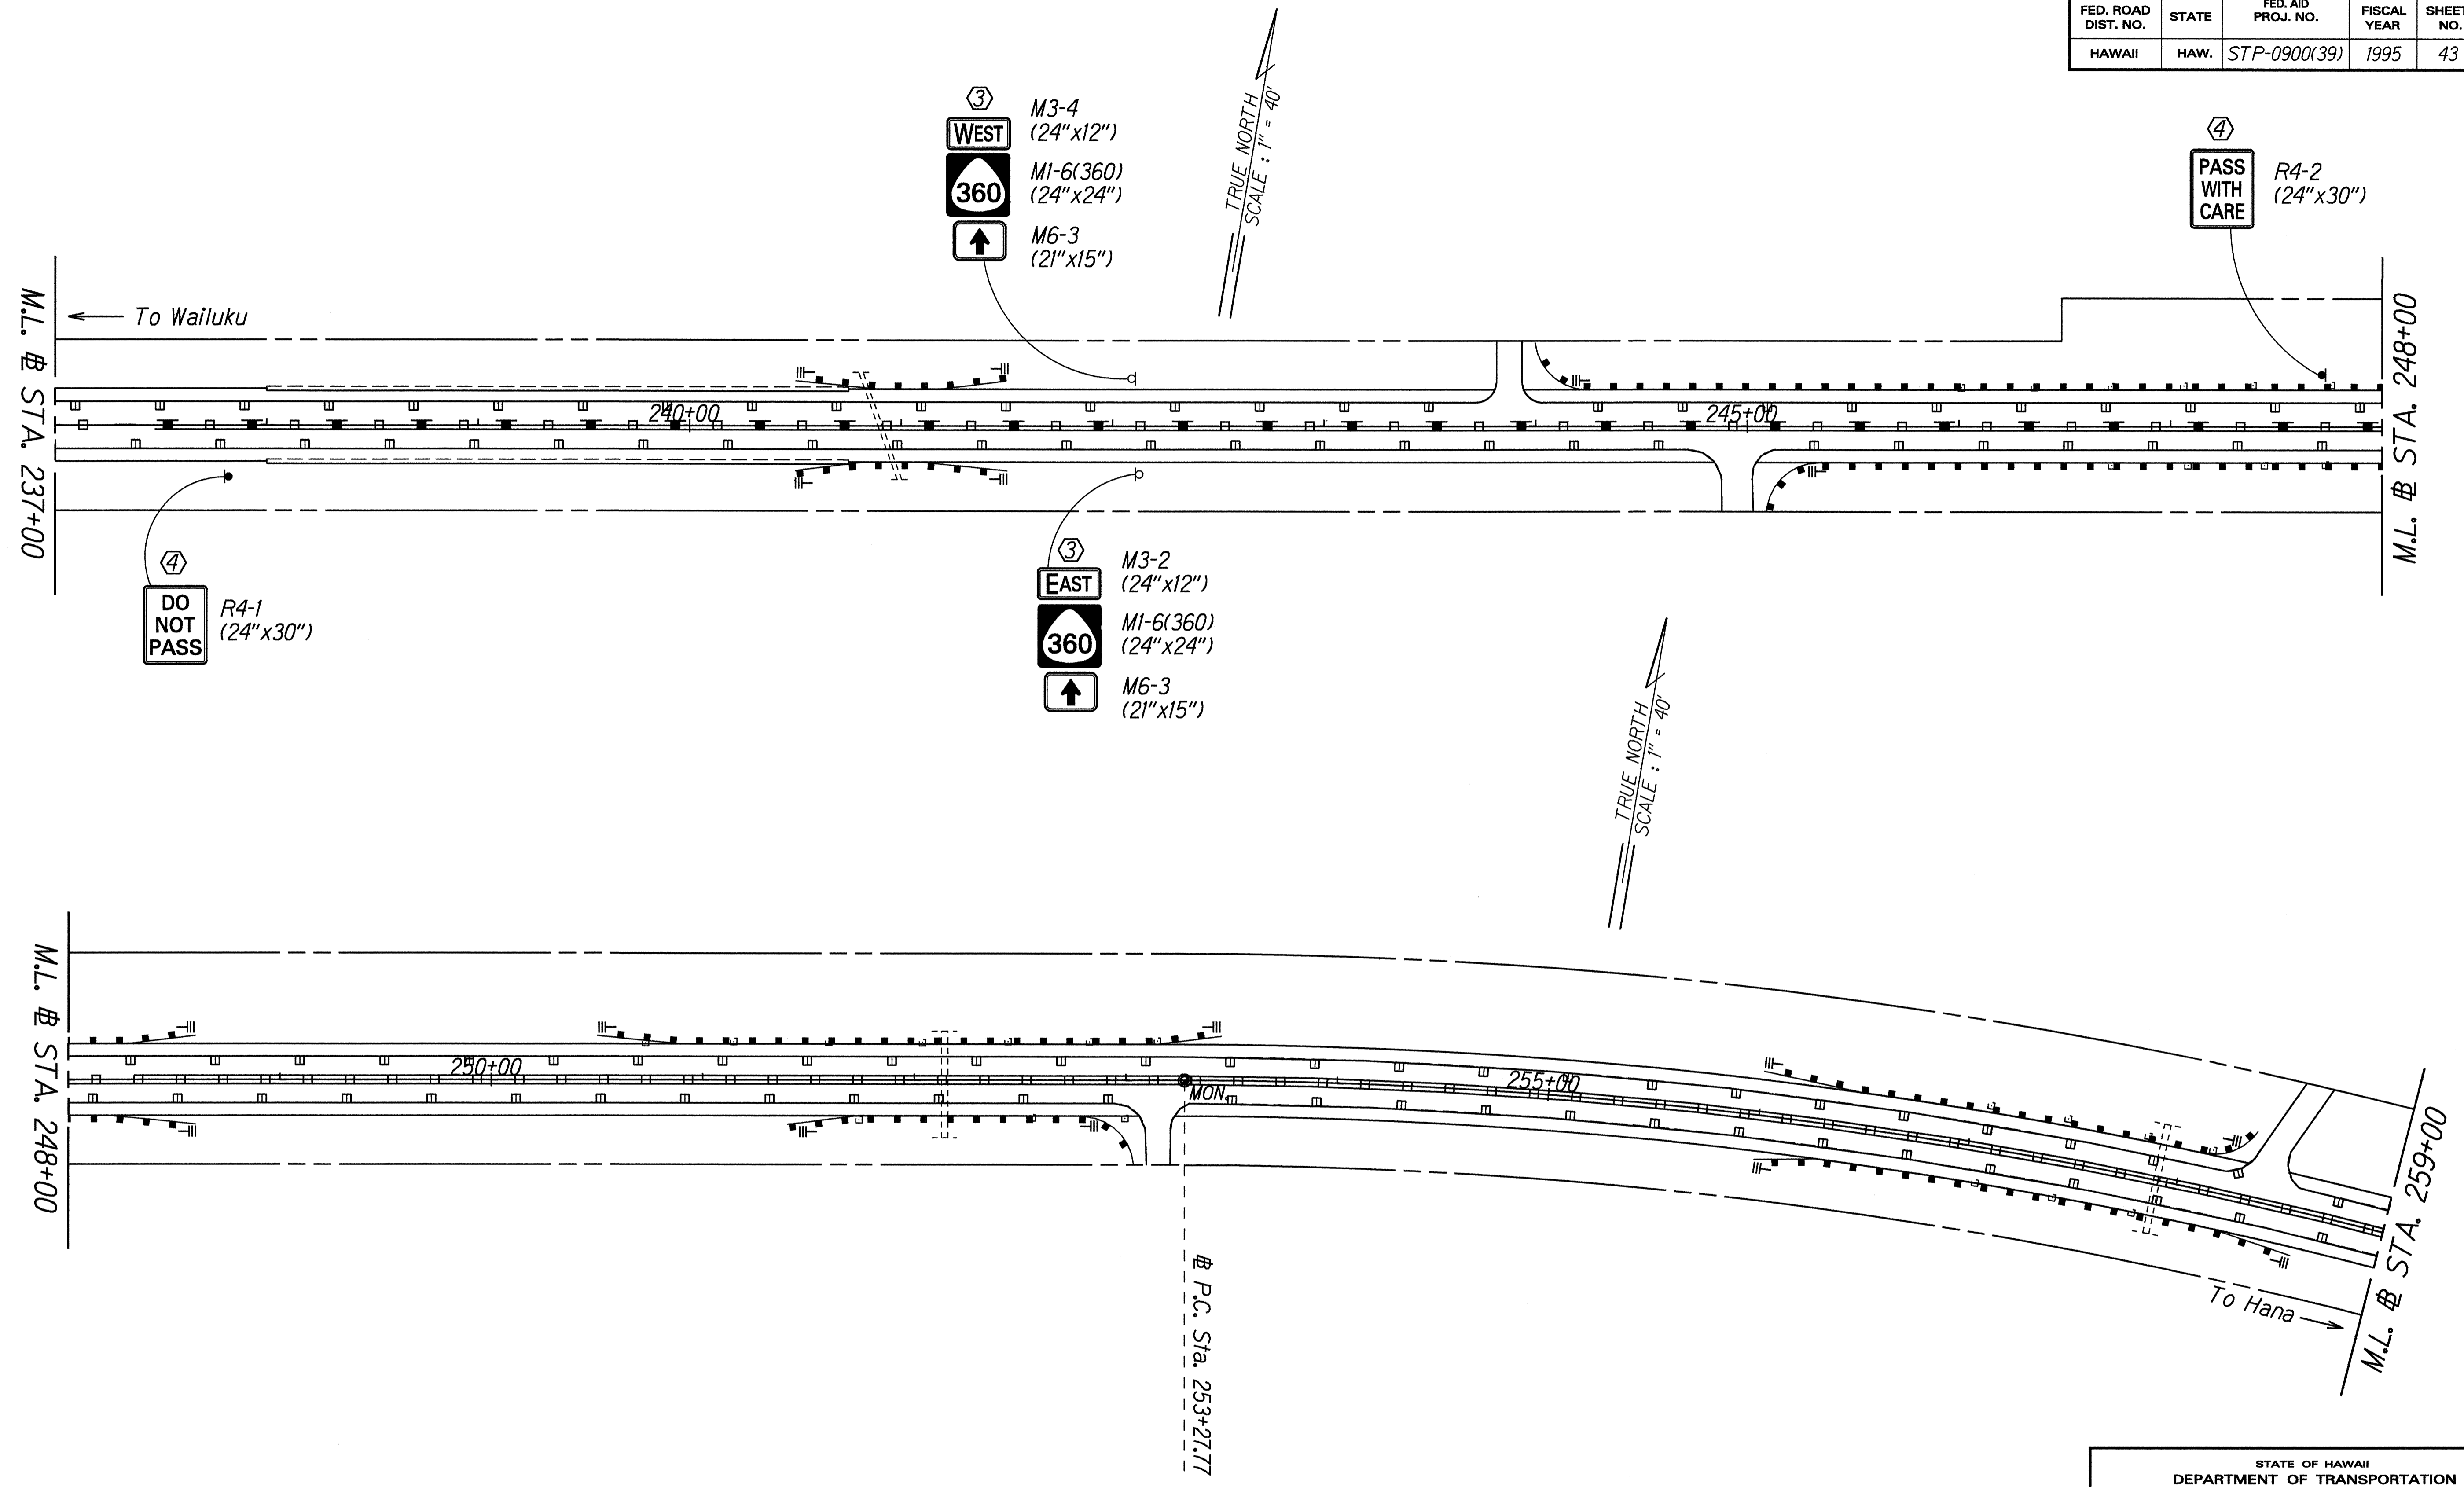 FED. ROAD DIST. NO.
STATE
FED. AID PROJ. NO.
FISCAL YEAR
SHEET NO.
HAWAII
HAW.
STP-0900(39)
1995
43
3
WEST
M3-4
(24"x12")
360
M1-6(360)
(24"x24")
M6-3
(21"x15")
TRUE NORTH
SCALE : 1" = 40'
4
PASS
WITH
CARE
R4-2
(24"x30")
To Wailuku
M.L. B STA. 237+00
240+00
245+00
M.L. B STA. 248+00
4
DO
NOT
PASS
R4-1
(24"x30")
3
EAST
M3-2
(24"x12")
360
M1-6(360)
(24"x24")
M6-3
(21"x15")
TRUE NORTH
SCALE : 1" = 40'
M.L. B STA. 248+00
250+00
MON.
255+00
B P.C. Sta. 253+27.77
To Hana
M.L. B STA. 259+00
STATE OF HAWAII
DEPARTMENT OF TRANSPORTATION